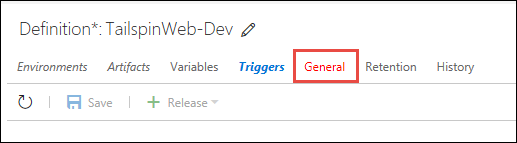 Definition*: TailspinWeb-Dev
Environments Artifacts Variables Triggers General Retention History
Save Release